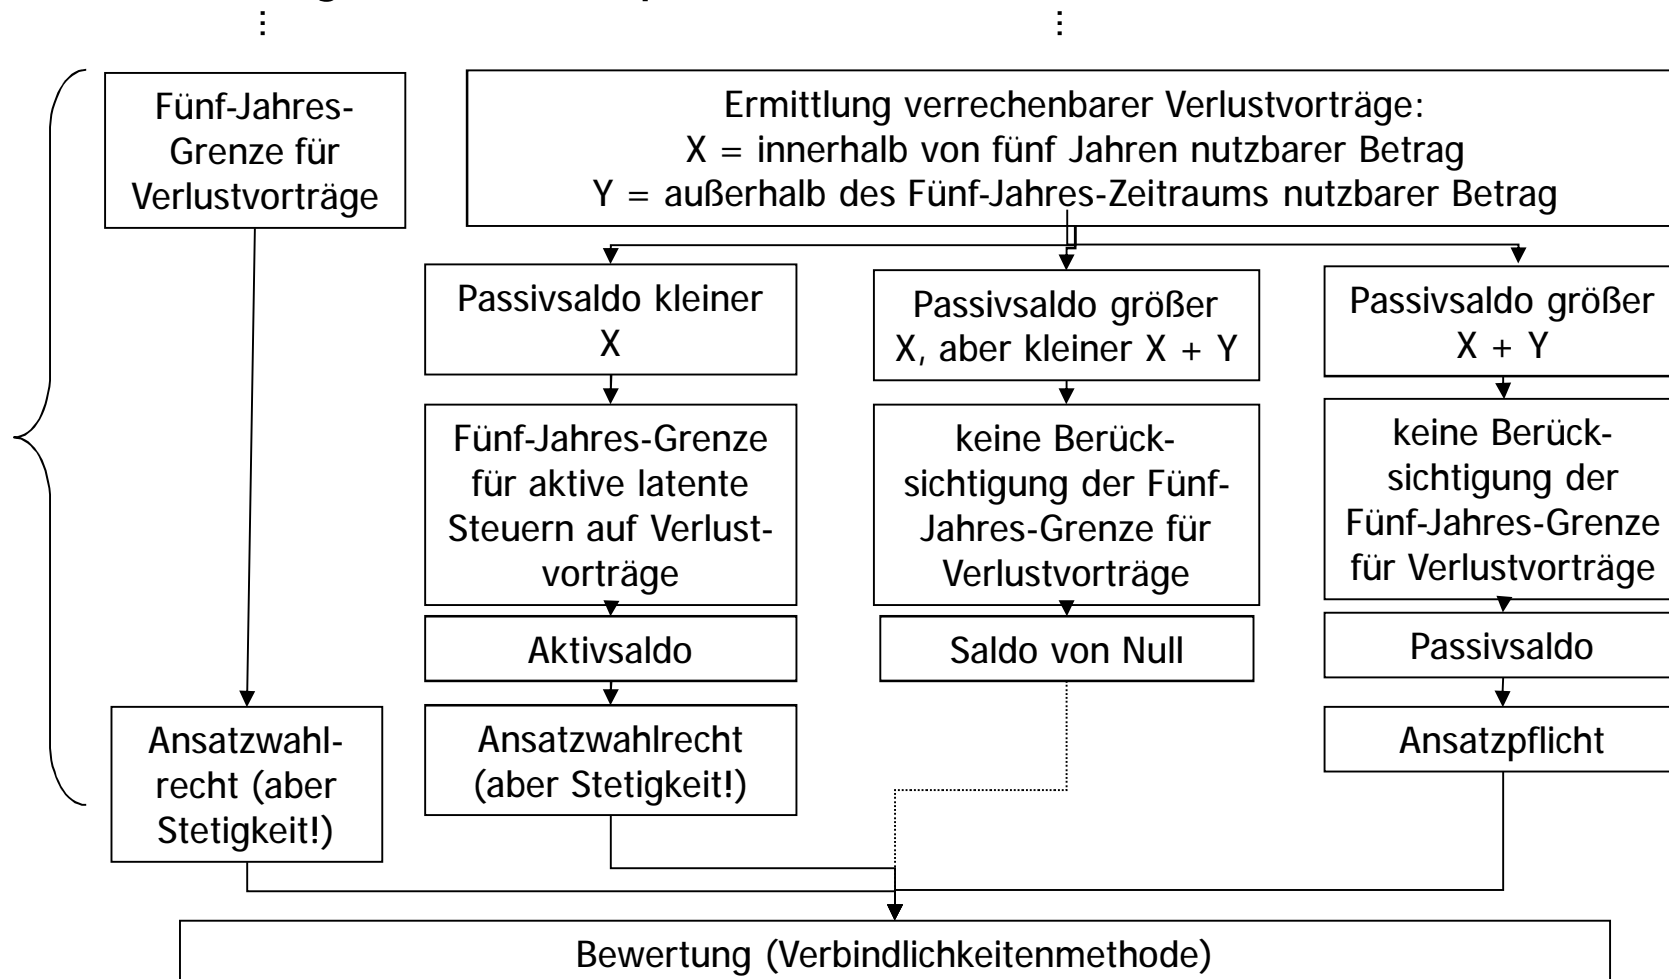 ⋮
⋮
Fünf-Jahres-
Grenze für
Verlustvorträge
Ermittlung verrechenbarer Verlustvorträge:
X = innerhalb von fünf Jahren nutzbarer Betrag
Y = außerhalb des Fünf-Jahres-Zeitraums nutzbarer Betrag
Passivsaldo kleiner
X
Passivsaldo größer
X, aber kleiner X + Y
Passivsaldo größer
X + Y
Fünf-Jahres-Grenze
für aktive latente
Steuern auf Verlust-
vorträge
keine Berück-
sichtigung der Fünf-
Jahres-Grenze für
Verlustvorträge
keine Berück-
sichtigung der
Fünf-Jahres-Grenze
für Verlustvorträge
Aktivsaldo
Saldo von Null
Passivsaldo
Ansatzwahl-
recht (aber
Stetigkeit!)
Ansatzwahlrecht
(aber Stetigkeit!)
Ansatzpflicht
Bewertung (Verbindlichkeitenmethode)